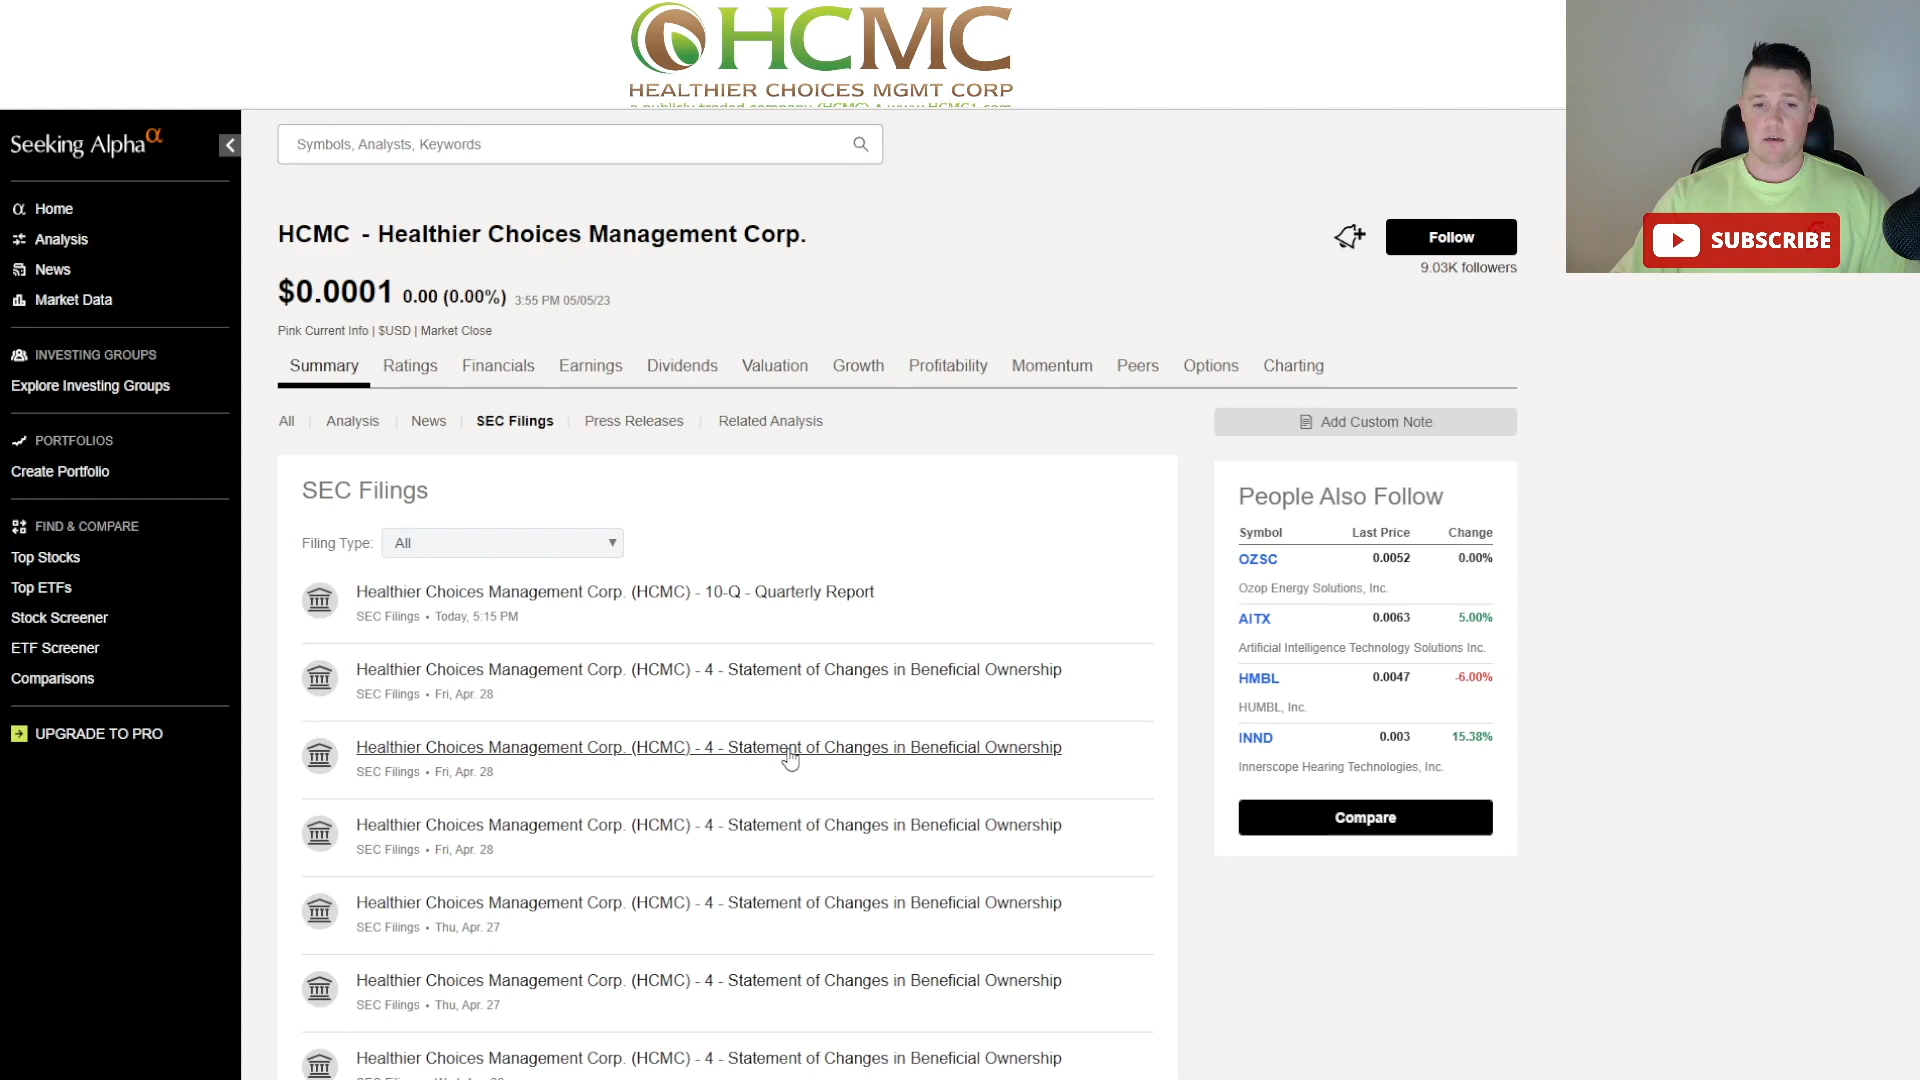 HCMC
HEALTHIER CHOICES MGMT CORP
a publicly traded company (HCMC) • www.HCMC1.com
SUBSCRIBE
Seeking Alpha α
Home
Analysis
News
Market Data
INVESTING GROUPS
Explore Investing Groups
PORTFOLIOS
Create Portfolio
FIND & COMPARE
Top Stocks
Top ETFs
Stock Screener
ETF Screener
Comparisons
UPGRADE TO PRO
Symbols, Analysts, Keywords
HCMC - Healthier Choices Management Corp.
Follow
9.03K followers
$0.0001 0.00 (0.00%) 3:55 PM 05/05/23
Pink Current Info | $USD | Market Close
Summary Ratings Financials Earnings Dividends Valuation Growth Profitability Momentum Peers Options Charting
All | Analysis | News | SEC Filings | Press Releases | Related Analysis
Add Custom Note
SEC Filings
Filing Type: All
Healthier Choices Management Corp. (HCMC) - 10-Q - Quarterly Report
SEC Filings • Today, 5:15 PM
Healthier Choices Management Corp. (HCMC) - 4 - Statement of Changes in Beneficial Ownership
SEC Filings • Fri, Apr. 28
Healthier Choices Management Corp. (HCMC) - 4 - Statement of Changes in Beneficial Ownership
SEC Filings • Fri, Apr. 28
Healthier Choices Management Corp. (HCMC) - 4 - Statement of Changes in Beneficial Ownership
SEC Filings • Fri, Apr. 28
Healthier Choices Management Corp. (HCMC) - 4 - Statement of Changes in Beneficial Ownership
SEC Filings • Thu, Apr. 27
Healthier Choices Management Corp. (HCMC) - 4 - Statement of Changes in Beneficial Ownership
SEC Filings • Thu, Apr. 27
Healthier Choices Management Corp. (HCMC) - 4 - Statement of Changes in Beneficial Ownership
People Also Follow
Symbol Last Price Change
OZSC 0.0052 0.00%
Ozop Energy Solutions, Inc.
AITX 0.0063 5.00%
Artificial Intelligence Technology Solutions Inc.
HMBL 0.0047 -6.00%
HUMBL, Inc.
INND 0.003 15.38%
Innerscope Hearing Technologies, Inc.
Compare